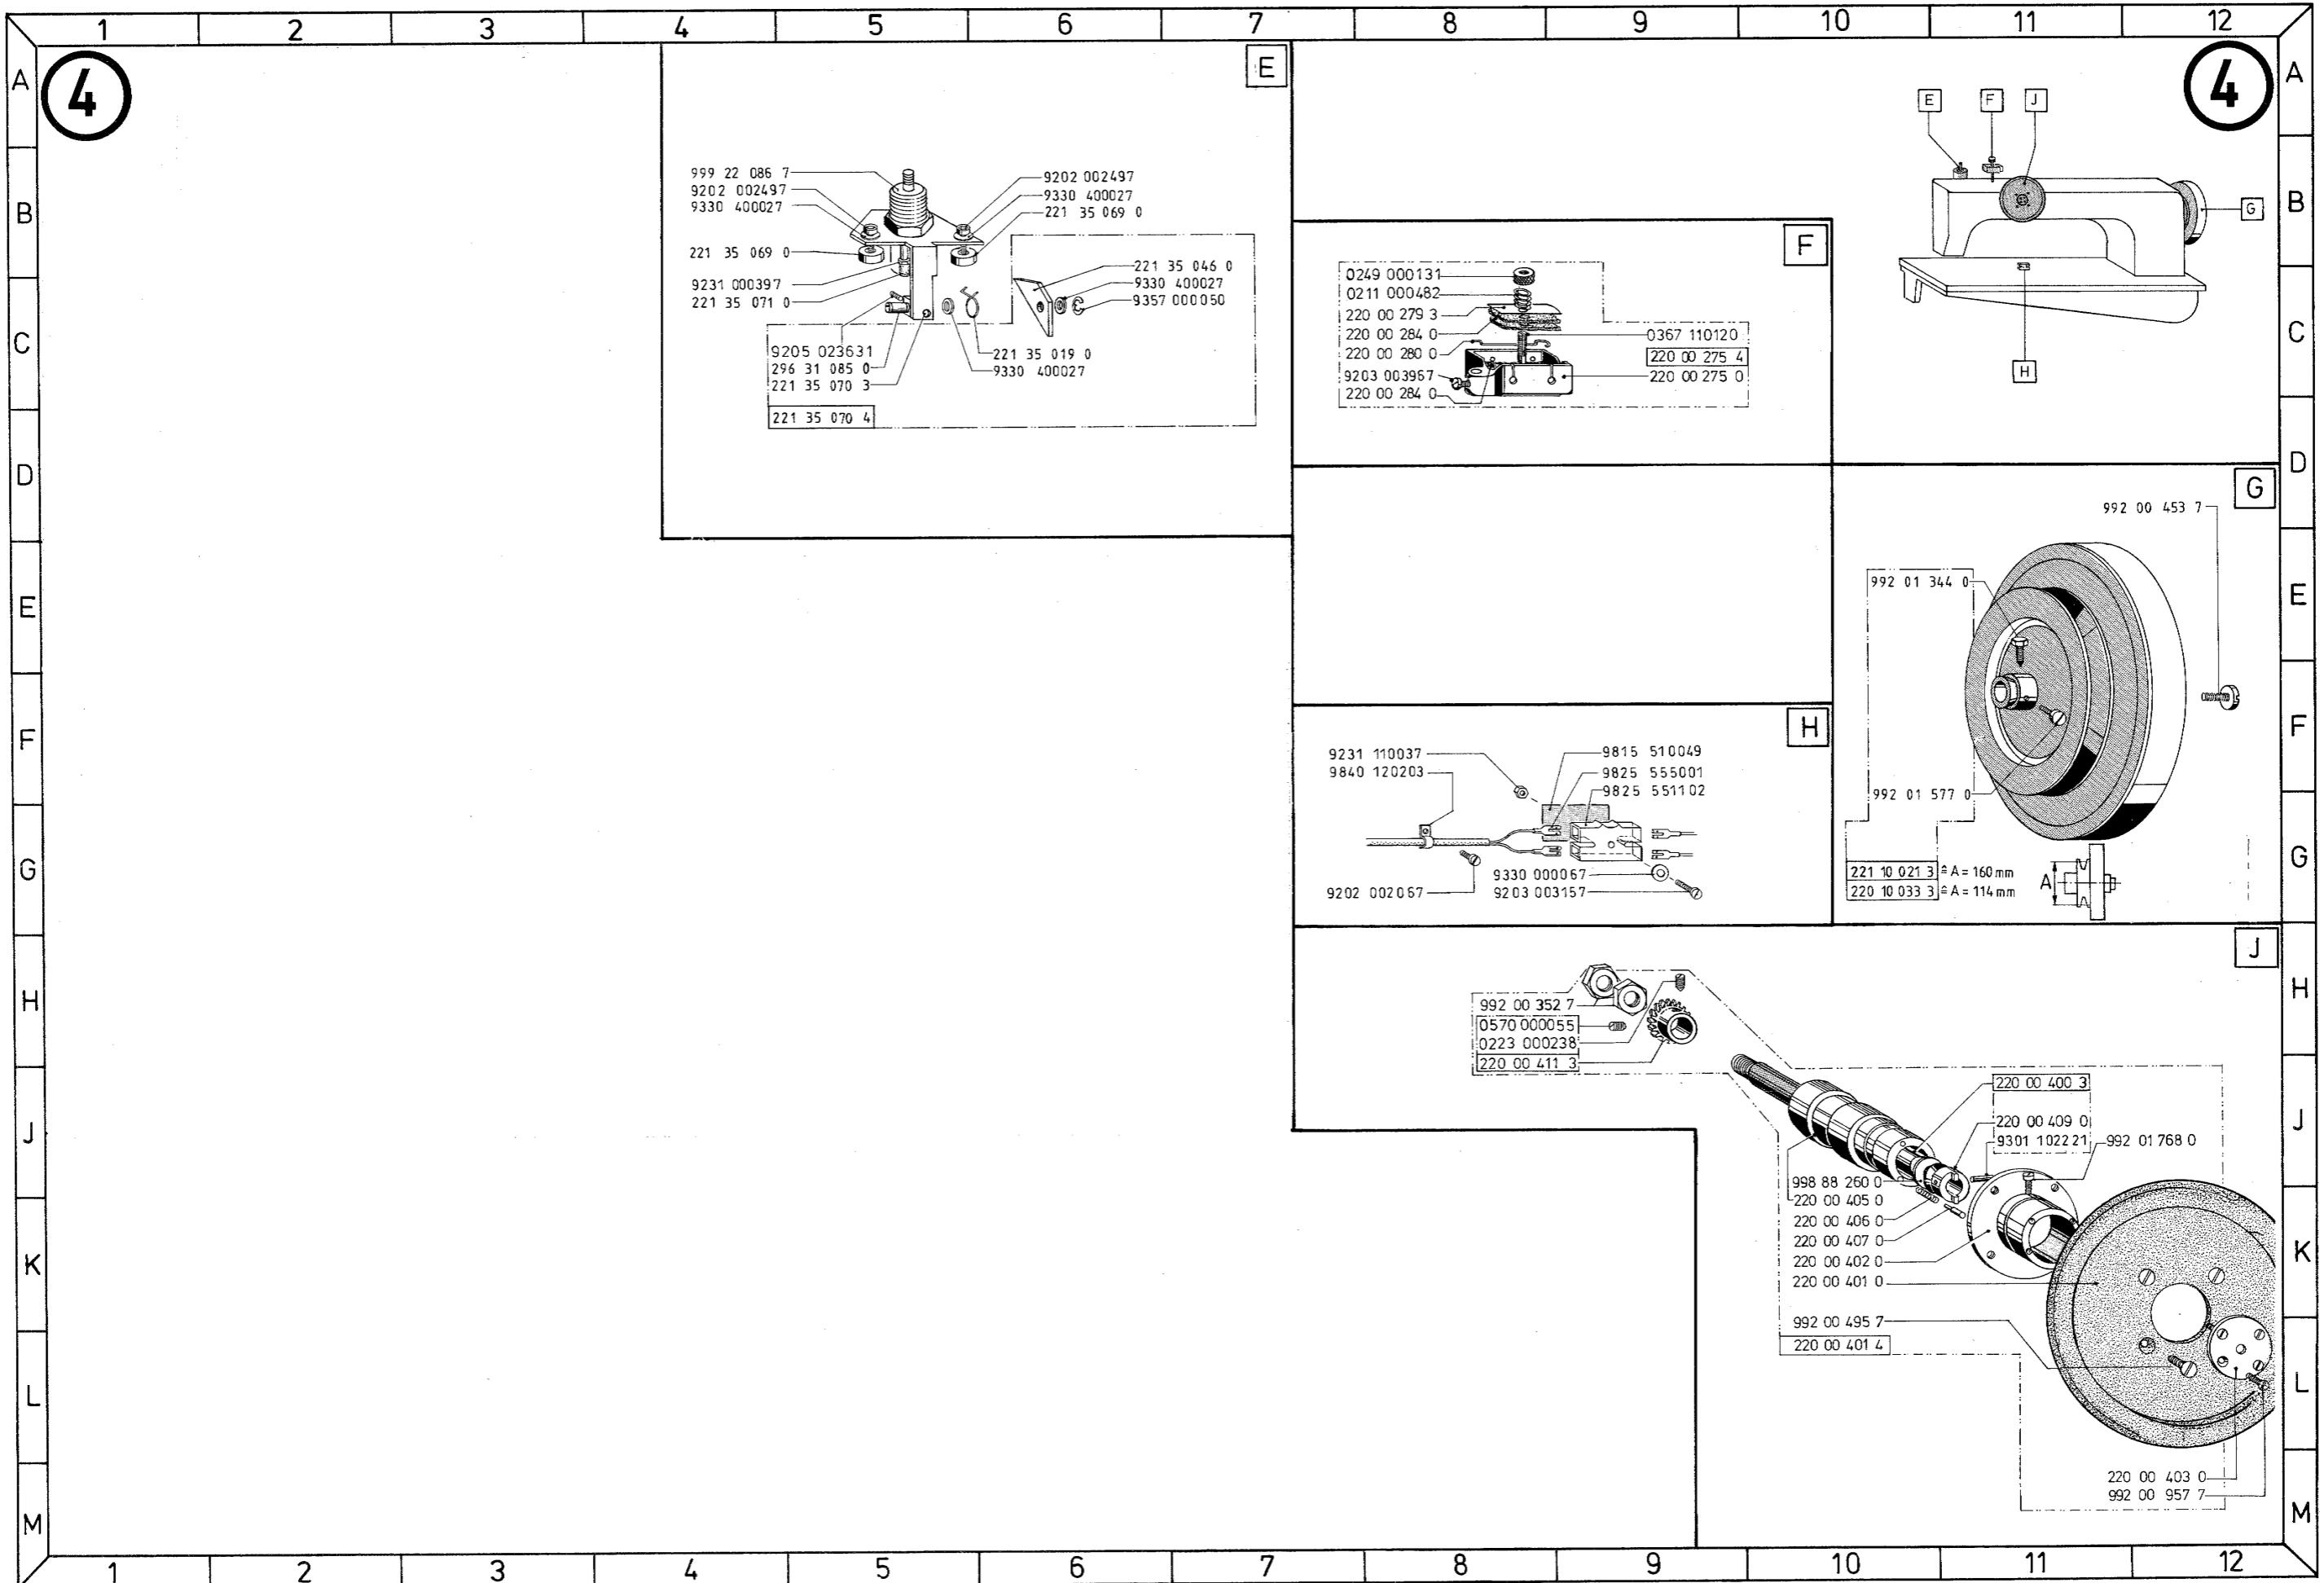 1 2 3 4 5 6 7 8 9 10 11 12
A
B
C
D
E
F
G
H
J
K
L
M
4
E
999 22 086 7
9202 002497
9330 400027
221 35 069 0
9231 000397
221 35 071 0
9205 023631
296 31 085 0
221 35 070 3
221 35 070 4
9202 002497
9330 400027
221 35 069 0
221 35 046 0
9330 400027
9357 000050
221 35 019 0
9330 400027
F
0249 000131
0211 000482
220 00 279 3
220 00 284 0
220 00 280 0
9203 003967
220 00 284 0
0367 110120
220 00 275 4
220 00 275 0
4
E F J
G
H
G
992 00 453 7
992 01 344 0
992 01 577 0
221 10 021 3 ≙ A = 160 mm
220 10 033 3 ≙ A = 114 mm
A
H
9231 110037
9840 120203
9815 510049
9825 555001
9825 551102
9330 000067
9202 002067
9203 003157
J
992 00 352 7
0570 000055
0223 000238
220 00 411 3
220 00 400 3
220 00 409 0
9301 102221
992 01 768 0
998 88 260 0
220 00 405 0
220 00 406 0
220 00 407 0
220 00 402 0
220 00 401 0
992 00 495 7
220 00 401 4
220 00 403 0
992 00 957 7
A
B
C
D
E
F
G
H
J
K
L
M
1 2 3 4 5 6 7 8 9 10 11 12